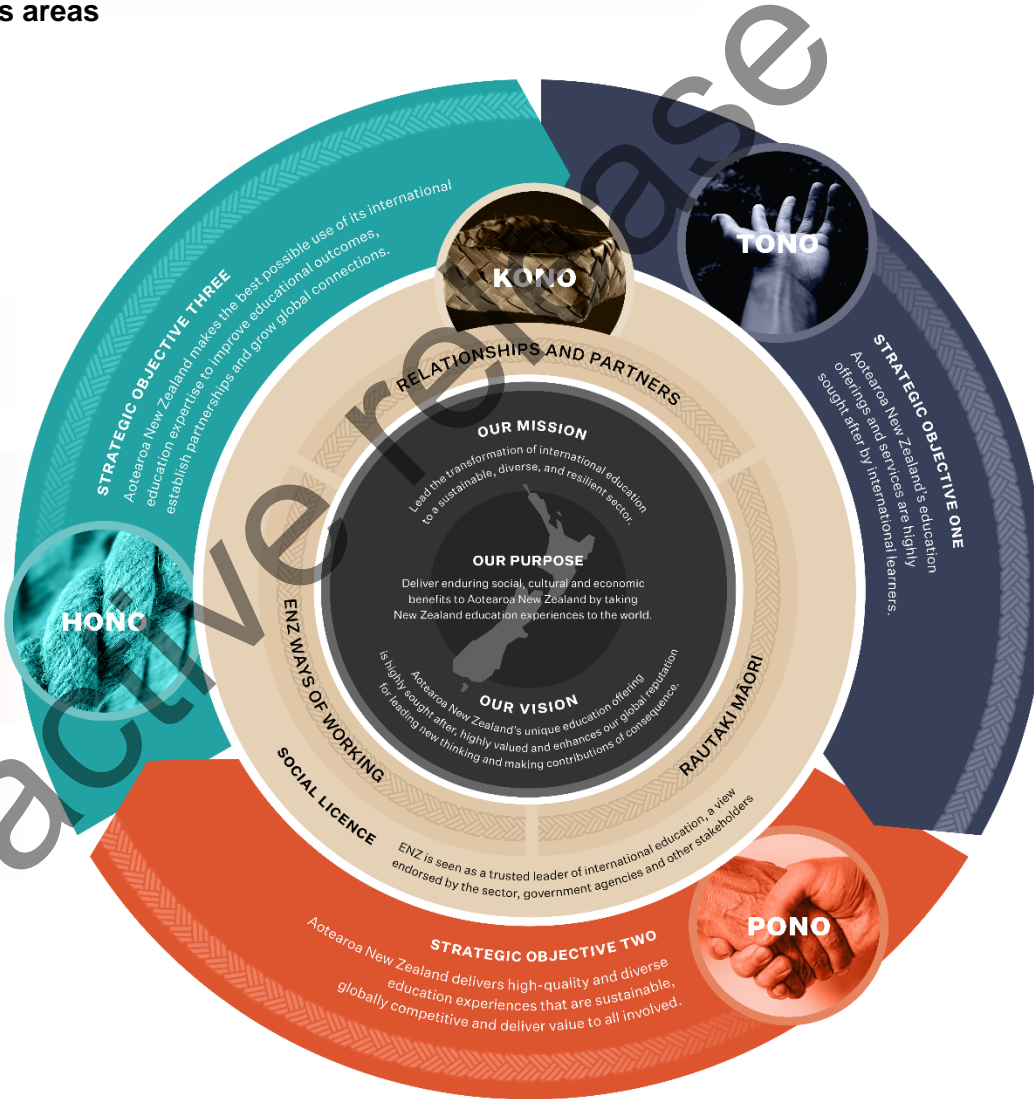 s areas
KONO
TONO
STRATEGIC OBJECTIVE ONE
Aotearoa New Zealand's education
offerings and services are highly
sought after by international learners.
PONO
STRATEGIC OBJECTIVE TWO
Aotearoa New Zealand delivers high-quality and diverse
education experiences that are sustainable,
globally competitive and deliver value to all involved.
HONO
STRATEGIC OBJECTIVE THREE
Aotearoa New Zealand makes the best possible use of its international
education expertise to improve educational outcomes,
establish partnerships and grow global connections.
RELATIONSHIPS AND PARTNERS
RAUTAKI MĀORI
ENZ WAYS OF WORKING
SOCIAL LICENCE
ENZ is seen as a trusted leader of international education, a view
endorsed by the sector, government agencies and other stakeholders
OUR MISSION
Lead the transformation of international education
to a sustainable, diverse, and resilient sector.
OUR PURPOSE
Deliver enduring social, cultural and economic
benefits to Aotearoa New Zealand by taking
New Zealand education experiences to the world.
OUR VISION
Aotearoa New Zealand's unique education offering
is highly sought after, highly valued and enhances our global reputation
for leading new thinking and making contributions of consequence.
active release